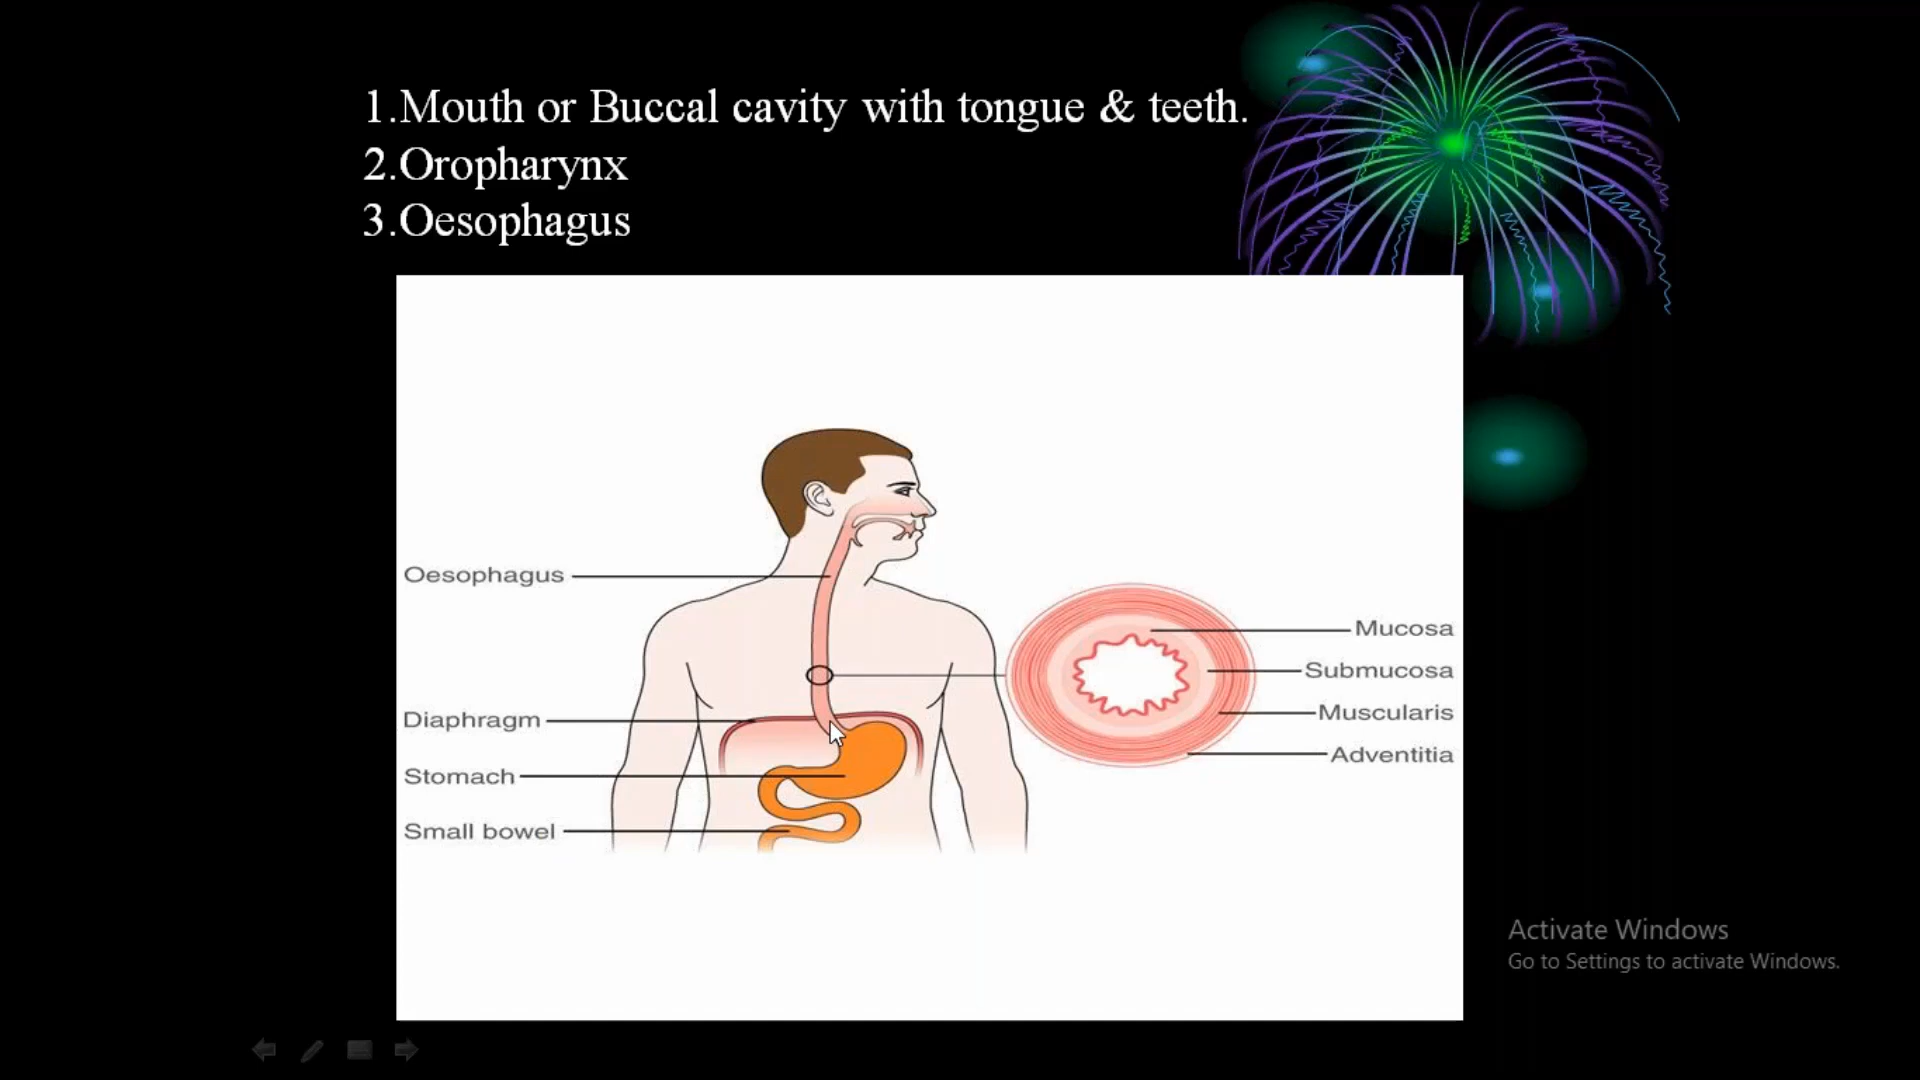 1.Mouth or Buccal cavity with tongue & teeth.
2.Oropharynx
3.Oesophagus
Oesophagus
Diaphragm
Stomach
Small bowel
Mucosa
Submucosa
Muscularis
Adventitia
Activate Windows
Go to Settings to activate Windows.